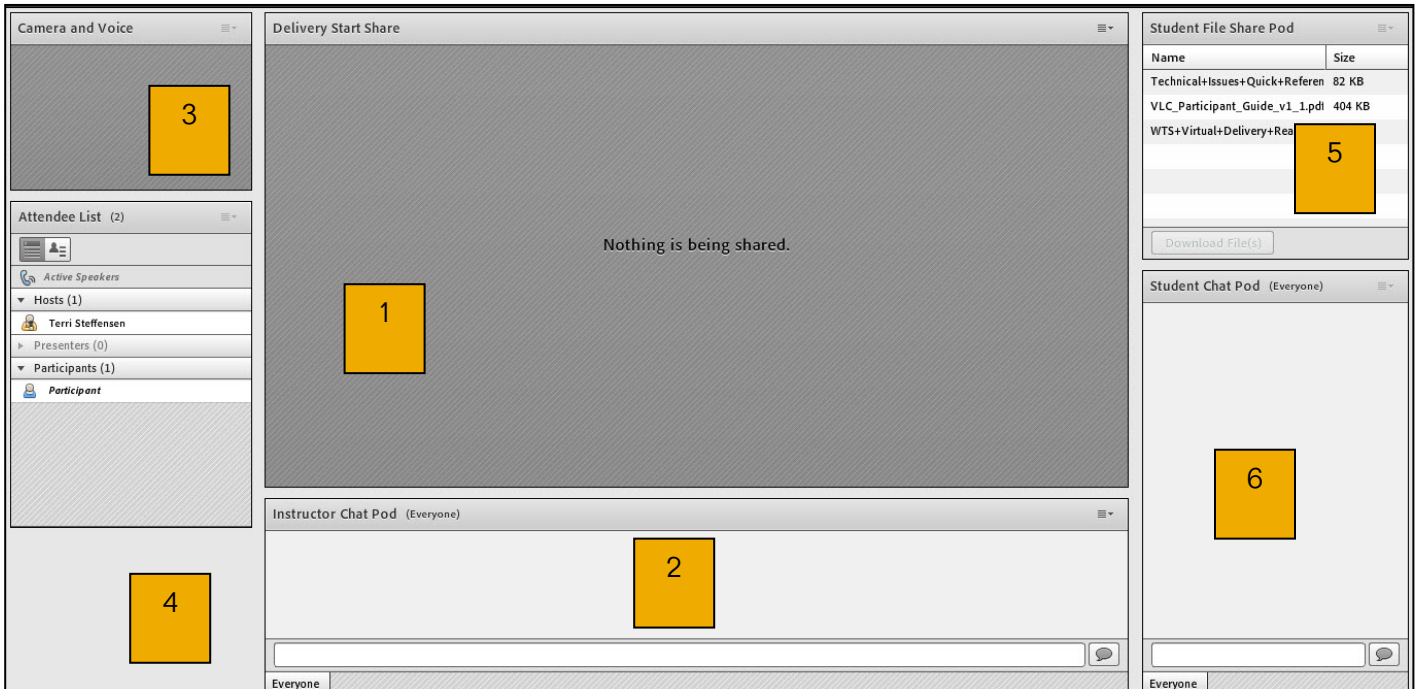 Camera and Voice
3
Attendee List (2)
Active Speakers
Hosts (1)
Terri Steffensen
Presenters (0)
Participants (1)
Participant
4
Delivery Start Share
Nothing is being shared.
1
Instructor Chat Pod (Everyone)
2
Everyone
Student File Share Pod
Name Size
Technical+Issues+Quick+Referen 82 KB
VLC_Participant_Guide_v1_1.pdf 404 KB
WTS+Virtual+Delivery+Rea
5
Download File(s)
Student Chat Pod (Everyone)
6
Everyone